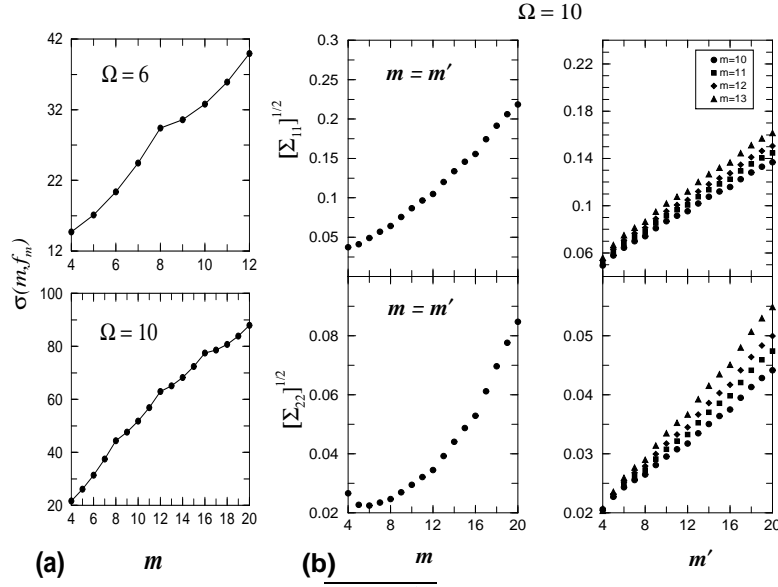 Ω = 10
42
32
22
12
4 6 8 10 12
Ω = 6
σ(m,fm)
100
80
60
40
20
4 6 8 10 12 14 16 18 20
Ω = 10
(a)
m
0.3
0.25
0.2
0.15
0.1
0.05
[Σ11]1/2
m = m′
0.08
0.06
0.04
0.02
4 8 12 16 20
[Σ22]1/2
m = m′
(b)
m
0.22
0.18
0.14
0.1
0.06
m=10
m=11
m=12
m=13
0.05
0.04
0.03
0.02
4 8 12 16 20
m′